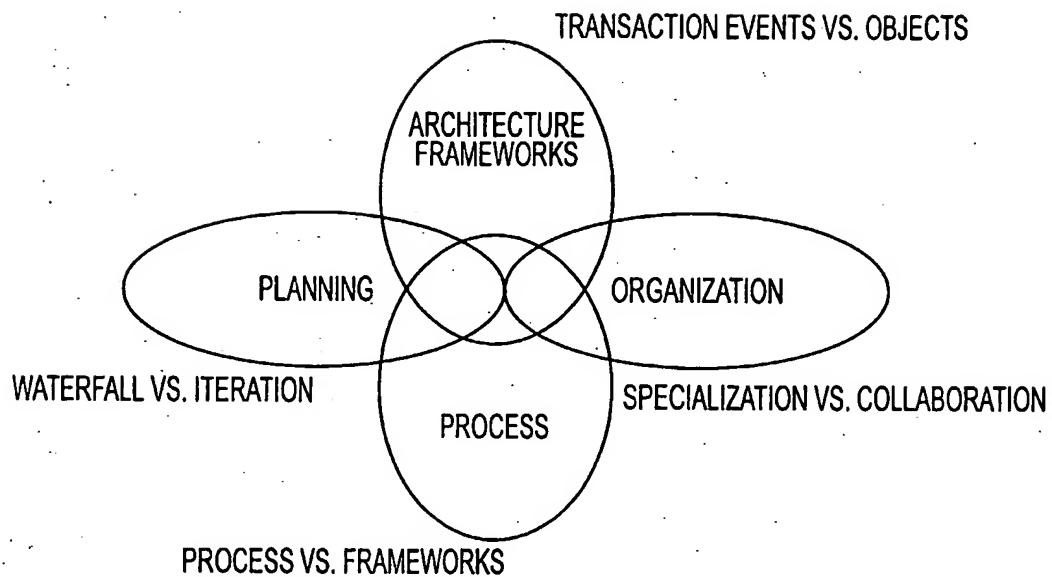 TRANSACTION EVENTS VS. OBJECTS
ARCHITECTURE
FRAMEWORKS
PLANNING
ORGANIZATION
WATERFALL VS. ITERATION
SPECIALIZATION VS. COLLABORATION
PROCESS
PROCESS VS. FRAMEWORKS